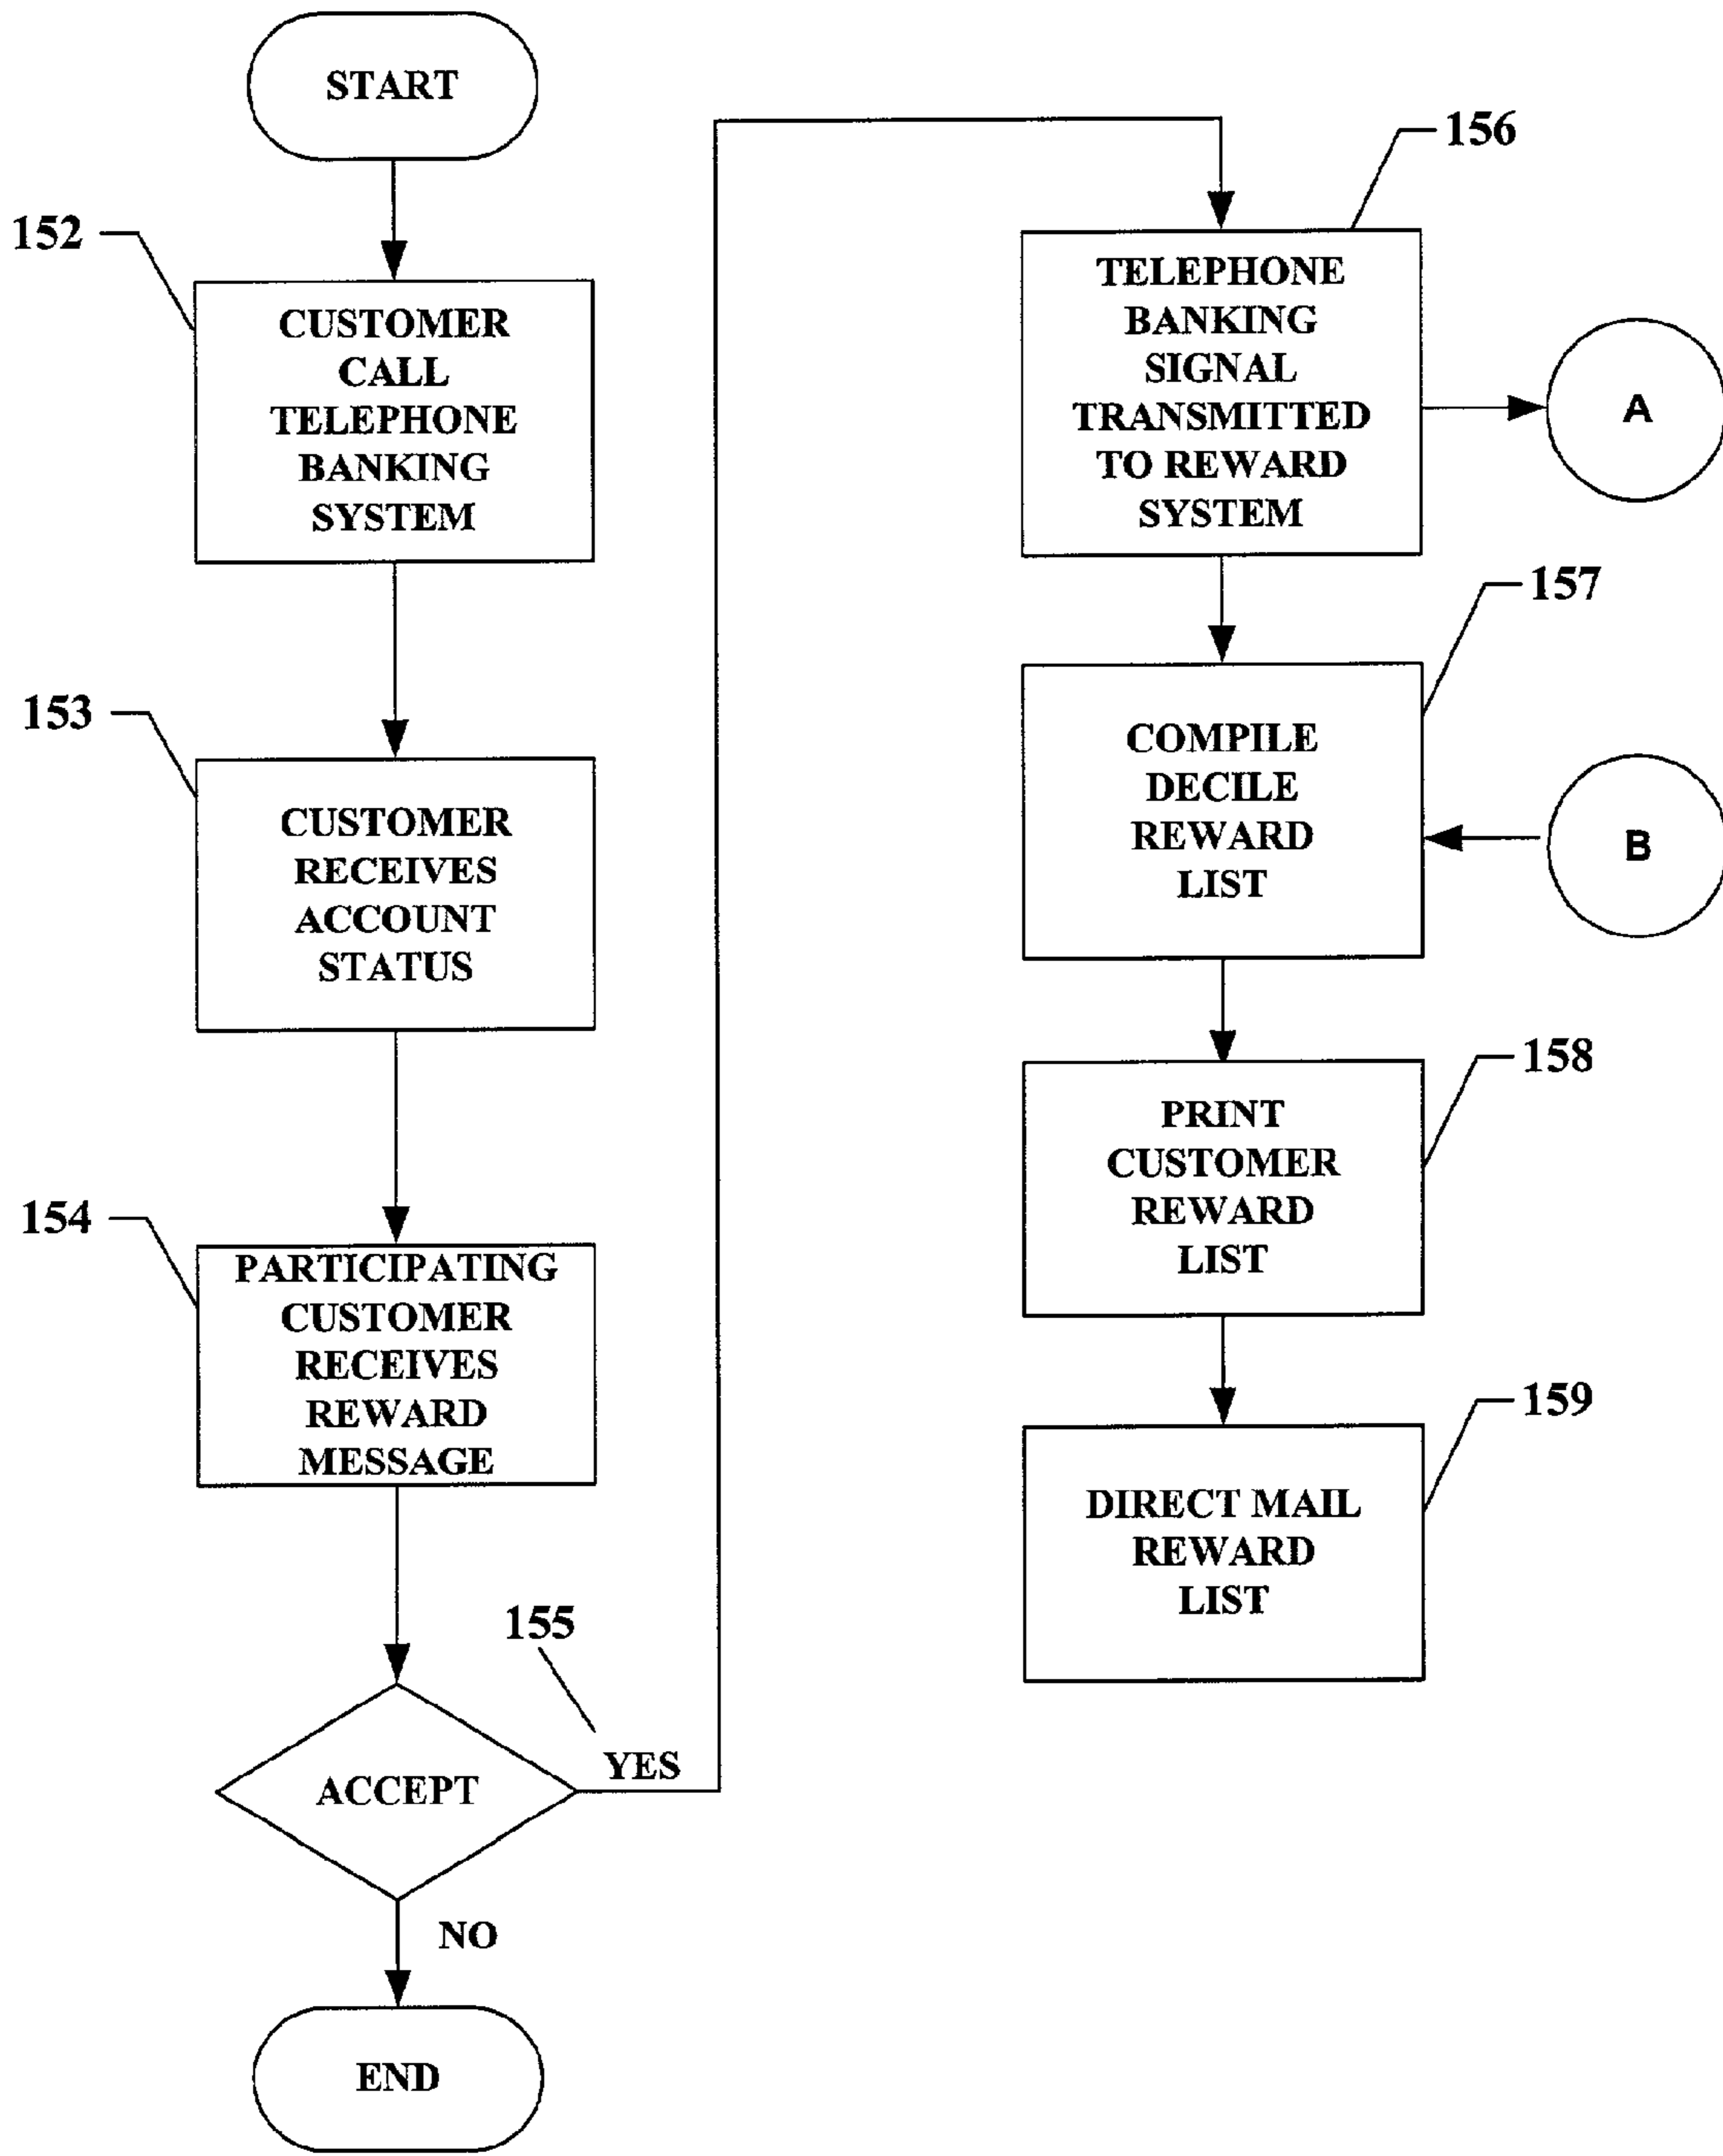 START
152
CUSTOMER
CALL
TELEPHONE
BANKING
SYSTEM
153
CUSTOMER
RECEIVES
ACCOUNT
STATUS
154
PARTICIPATING
CUSTOMER
RECEIVES
REWARD
MESSAGE
155
YES
ACCEPT
NO
END
156
TELEPHONE
BANKING
SIGNAL
TRANSMITTED
TO REWARD
SYSTEM
A
157
COMPILE
DECILE
REWARD
LIST
B
158
PRINT
CUSTOMER
REWARD
LIST
159
DIRECT MAIL
REWARD
LIST